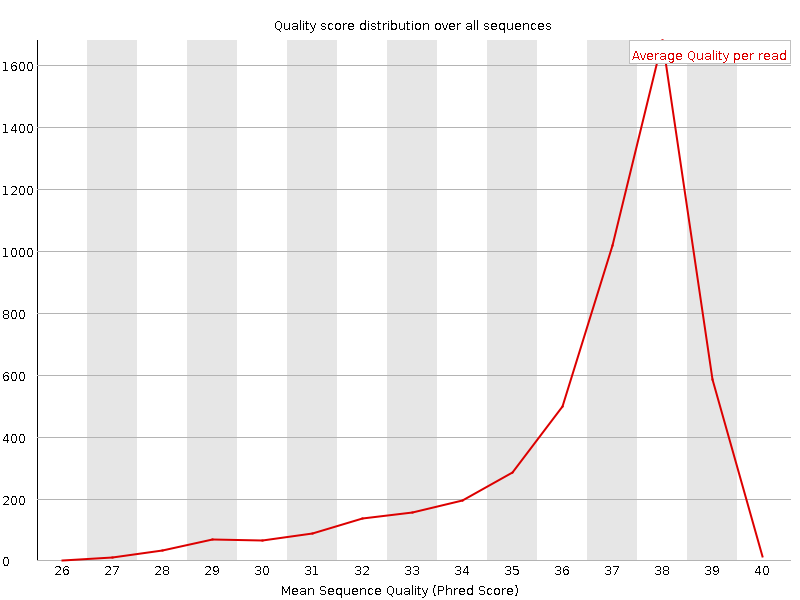 Quality score distribution over all sequences
Average Quality per read
1600
1400
1200
1000
800
600
400
200
0
26 27 28 29 30 31 32 33 34 35 36 37 38 39 40
Mean Sequence Quality (Phred Score)